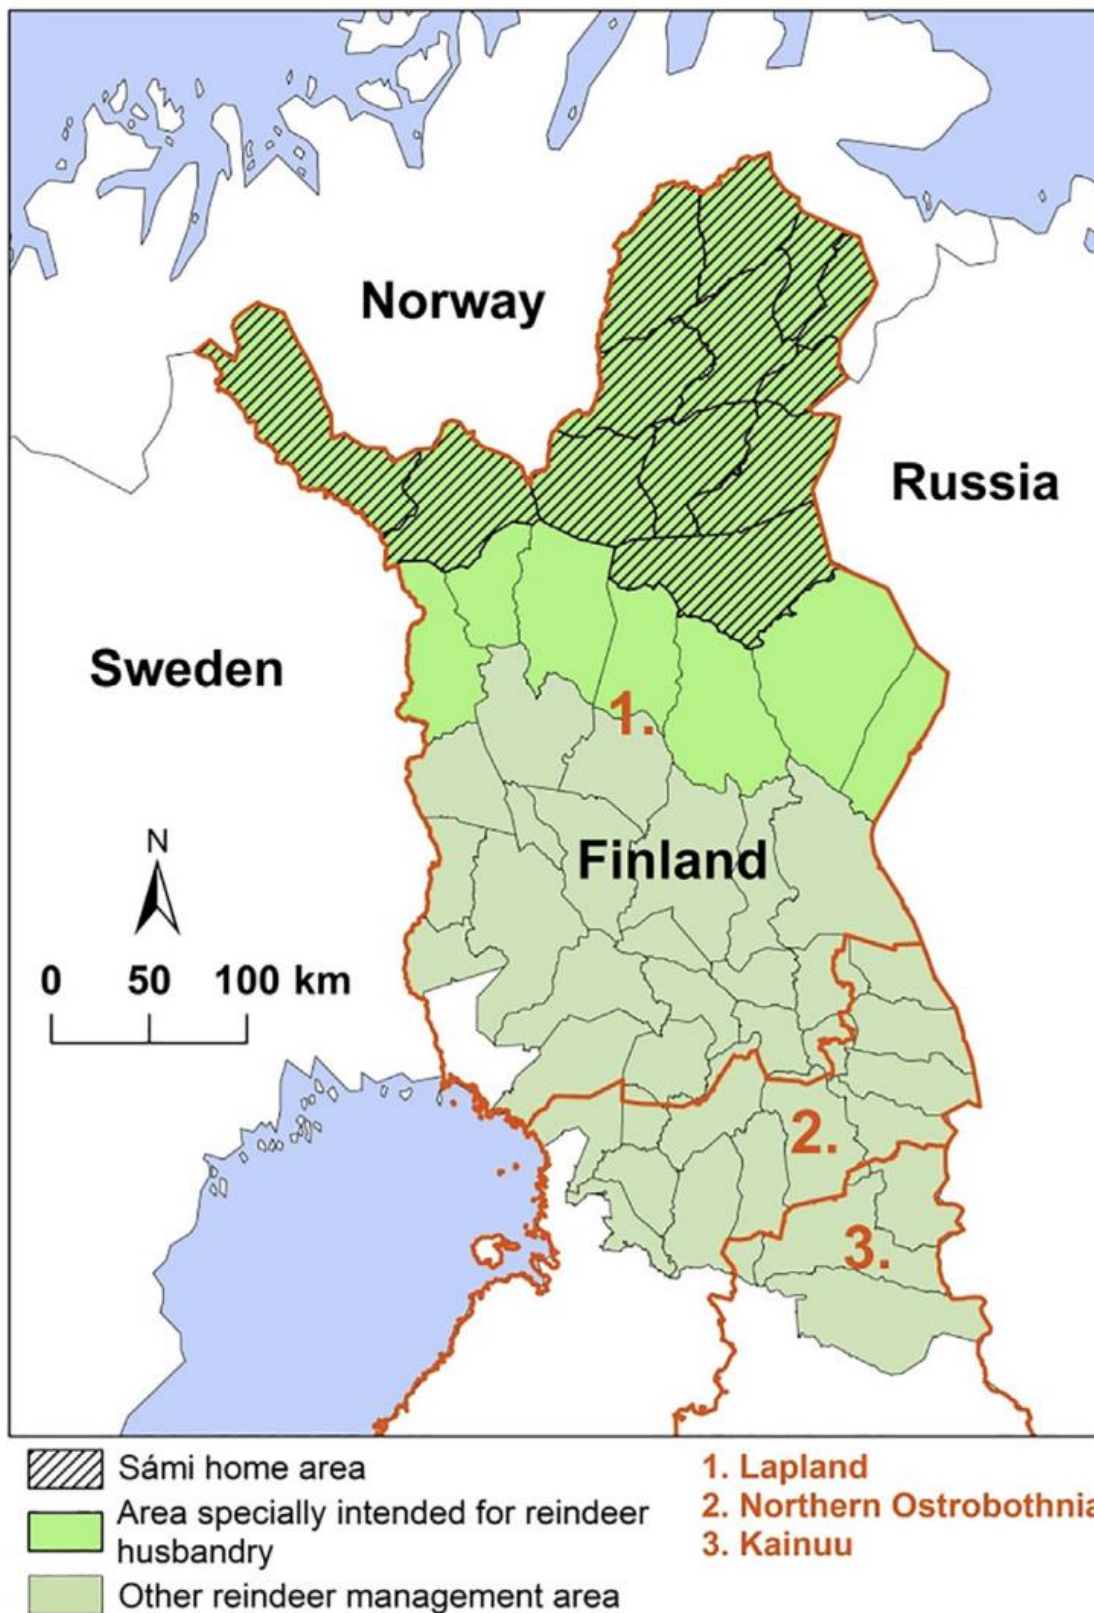 Norway
Russia
Sweden
1.
Finland
N
0 50 100 km
2.
3.
Sámi home area
Area specially intended for reindeer
husbandry
Other reindeer management area
1. Lapland
2. Northern Ostrobothnia
3. Kainuu